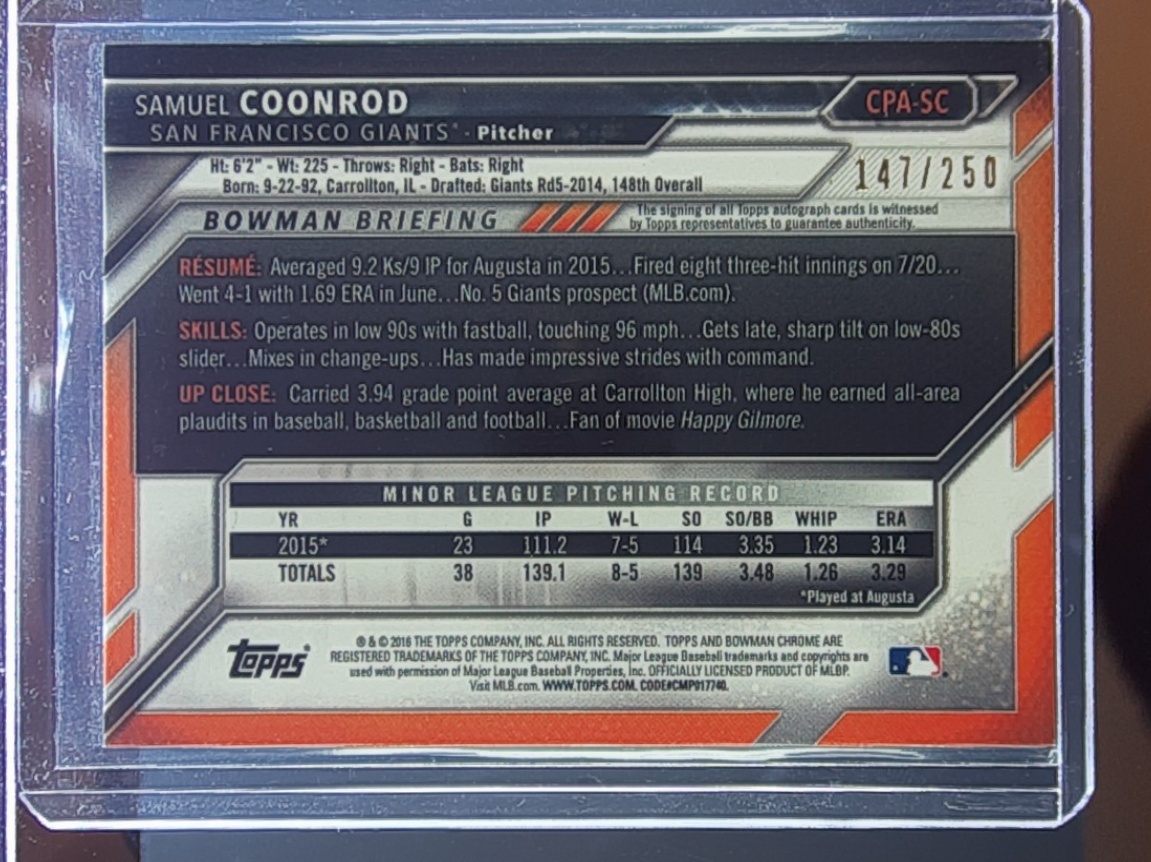 SAMUEL COONROD
CPA-SC
SAN FRANCISCO GIANTS® - Pitcher
Ht: 6'2" - Wt: 225 - Throws: Right - Bats: Right
147/250
Born: 9-22-92, Carrollton, IL - Drafted: Giants Rd5-2014, 148th Overall
BOWMAN BRIEFING
The signing of all Topps autograph cards is witnessed
by Topps representatives to guarantee authenticity.
RÉSUMÉ: Averaged 9.2 Ks/9 IP for Augusta in 2015...Fired eight three-hit innings on 7/20...
Went 4-1 with 1.69 ERA in June...No. 5 Giants prospect (MLB.com).
SKILLS: Operates in low 90s with fastball, touching 96 mph...Gets late, sharp tilt on low-80s
slider...Mixes in change-ups...Has made impressive strides with command.
UP CLOSE: Carried 3.94 grade point average at Carrollton High, where he earned all-area
plaudits in baseball, basketball and football...Fan of movie Happy Gilmore.
MINOR LEAGUE PITCHING RECORD
YR G IP W-L SO SO/BB WHIP ERA
2015* 23 111.2 7-5 114 3.35 1.23 3.14
TOTALS 38 139.1 8-5 139 3.48 1.26 3.29
*Played at Augusta
Topps
® & © 2016 THE TOPPS COMPANY, INC. ALL RIGHTS RESERVED. TOPPS AND BOWMAN CHROME ARE
REGISTERED TRADEMARKS OF THE TOPPS COMPANY, INC. Major League Baseball trademarks and copyrights are
used with permission of Major League Baseball Properties, Inc. OFFICIALLY LICENSED PRODUCT OF MLBP.
Visit MLB.com. WWW.TOPPS.COM. CODE#CMP017740.